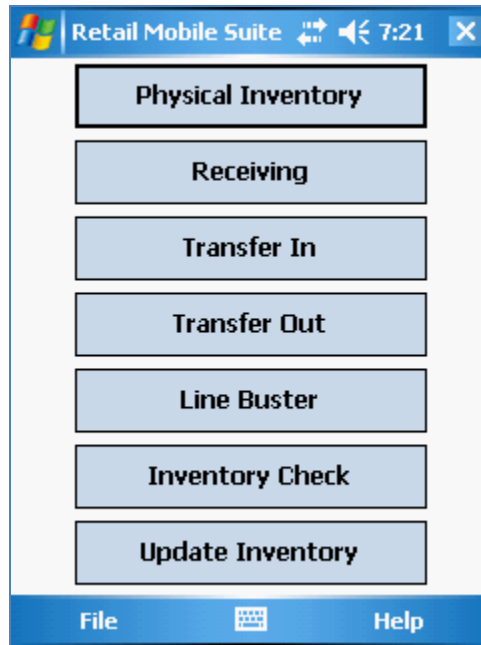 Retail Mobile Suite 7:21
Physical Inventory
Receiving
Transfer In
Transfer Out
Line Buster
Inventory Check
Update Inventory
File Help